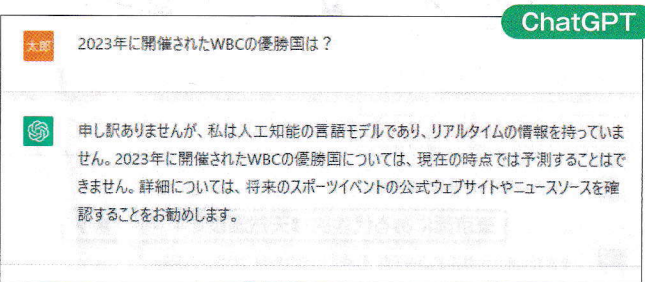 ChatGPT
太郎
2023年に開催されたWBCの優勝国は？
申し訳ありませんが、私は人工知能の言語モデルであり、リアルタイムの情報を持っていま
せん。2023年に開催されたWBCの優勝国については、現在の時点では予測することはで
きません。詳細については、将来のスポーツイベントの公式ウェブサイトやニュースソースを確
認することをお勧めします。